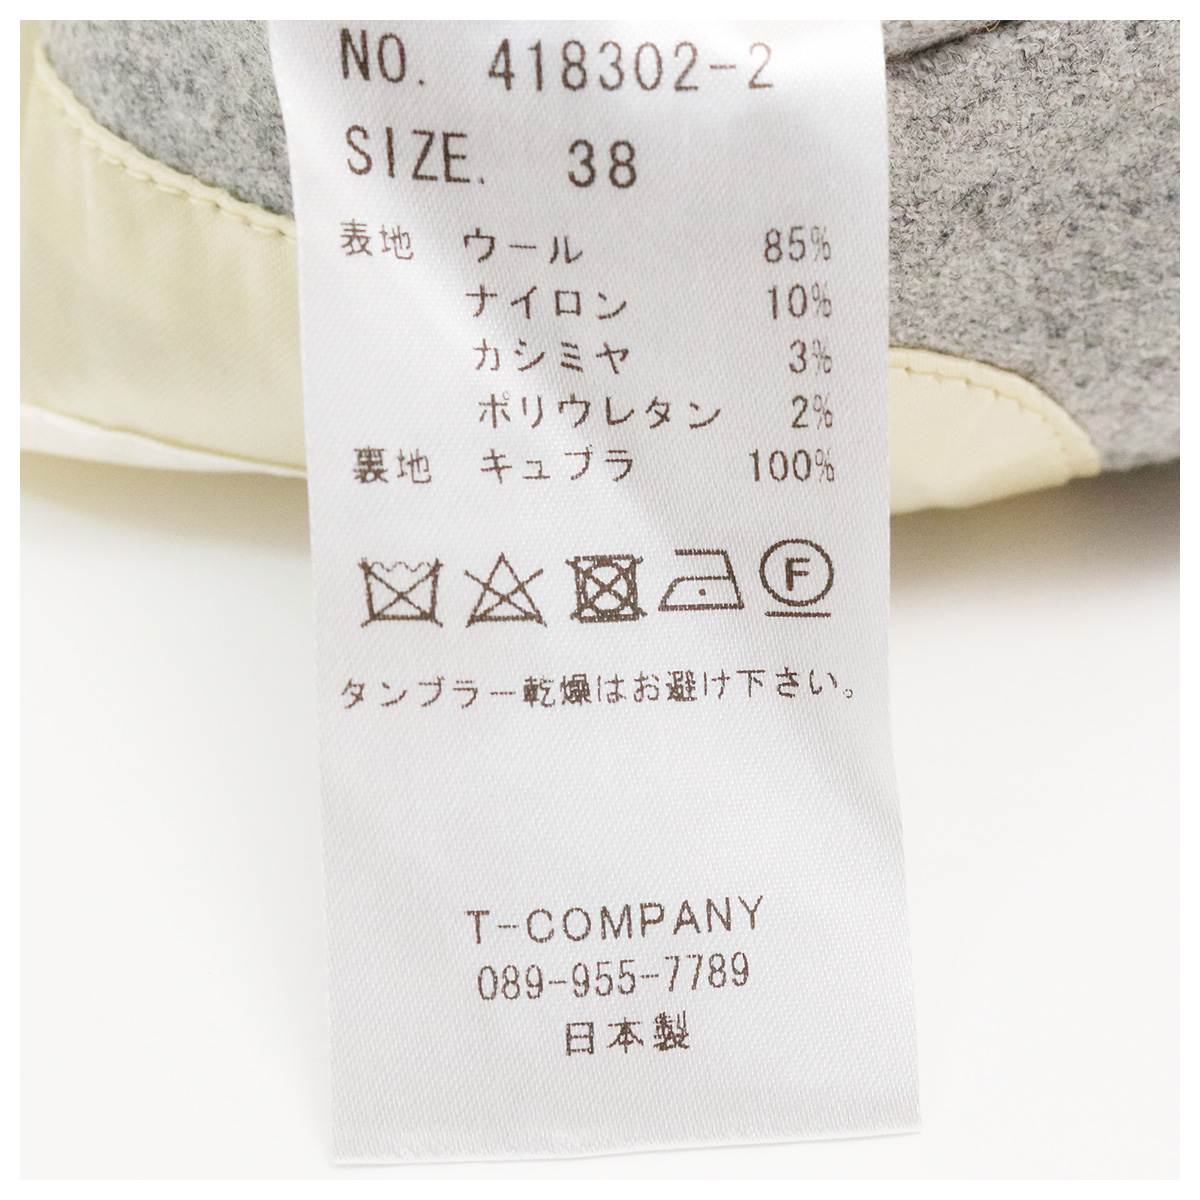 NO. 418302-2
SIZE. 38
表地 ウール 85%
ナイロン 10%
カシミヤ 3%
ポリウレタン 2%
裏地 キュプラ 100%
F
タンブラー乾燥はお避け下さい。
T-COMPANY
089-955-7789
日本製